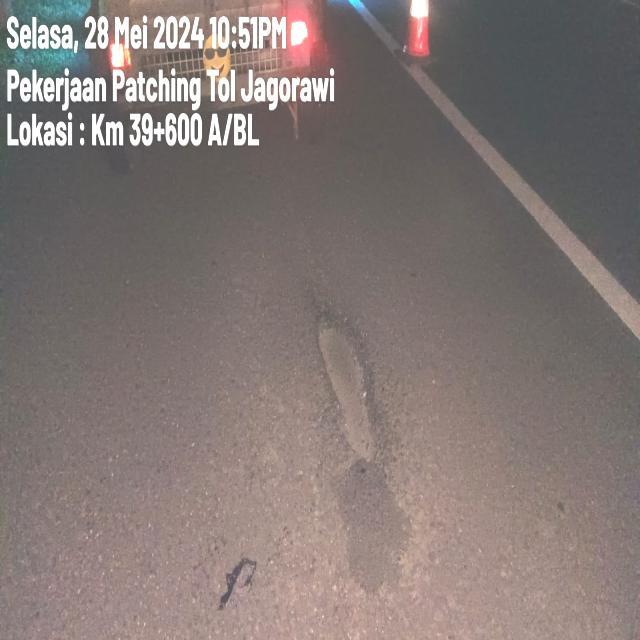 Selasa, 28 Mei 2024 10:51PM
Pekerjaan Patching Tol Jagorawi
Lokasi : Km 39+600 A/BL